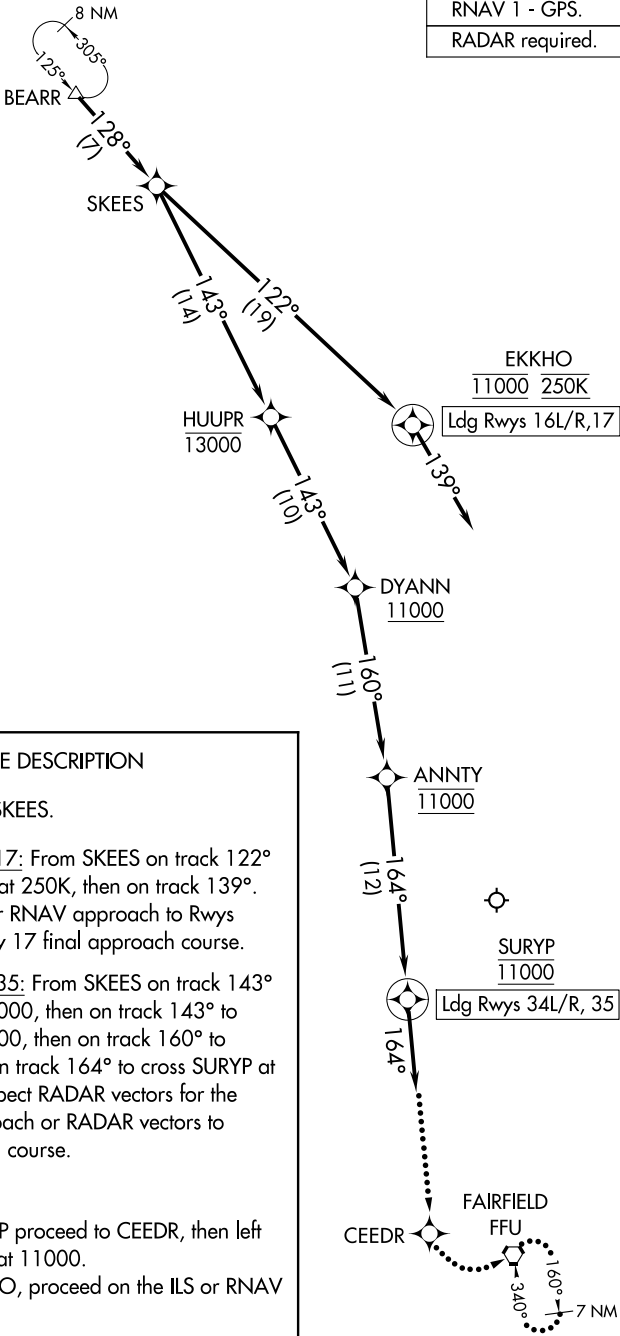 RNAV 1 - GPS.
RADAR required.
8 NM
305°
125°
BEARR
128°
(7)
SKEES
143°
(14)
122°
(19)
EKKHO
11000 250K
Ldg Rwys 16L/R,17
139°
HUUPR
13000
143°
(10)
DYANN
11000
160°
(11)
ANNTY
11000
164°
(12)
SURYP
11000
Ldg Rwys 34L/R, 35
164°
CEEDR
FAIRFIELD
FFU
160°
340°
7 NM
E DESCRIPTION
SKEES.
17: From SKEES on track 122°
at 250K, then on track 139°.
r RNAV approach to Rwys
y 17 final approach course.
35: From SKEES on track 143°
000, then on track 143° to
00, then on track 160° to
n track 164° to cross SURYP at
pect RADAR vectors for the
oach or RADAR vectors to
course.
P proceed to CEEDR, then left
at 11000.
O, proceed on the ILS or RNAV